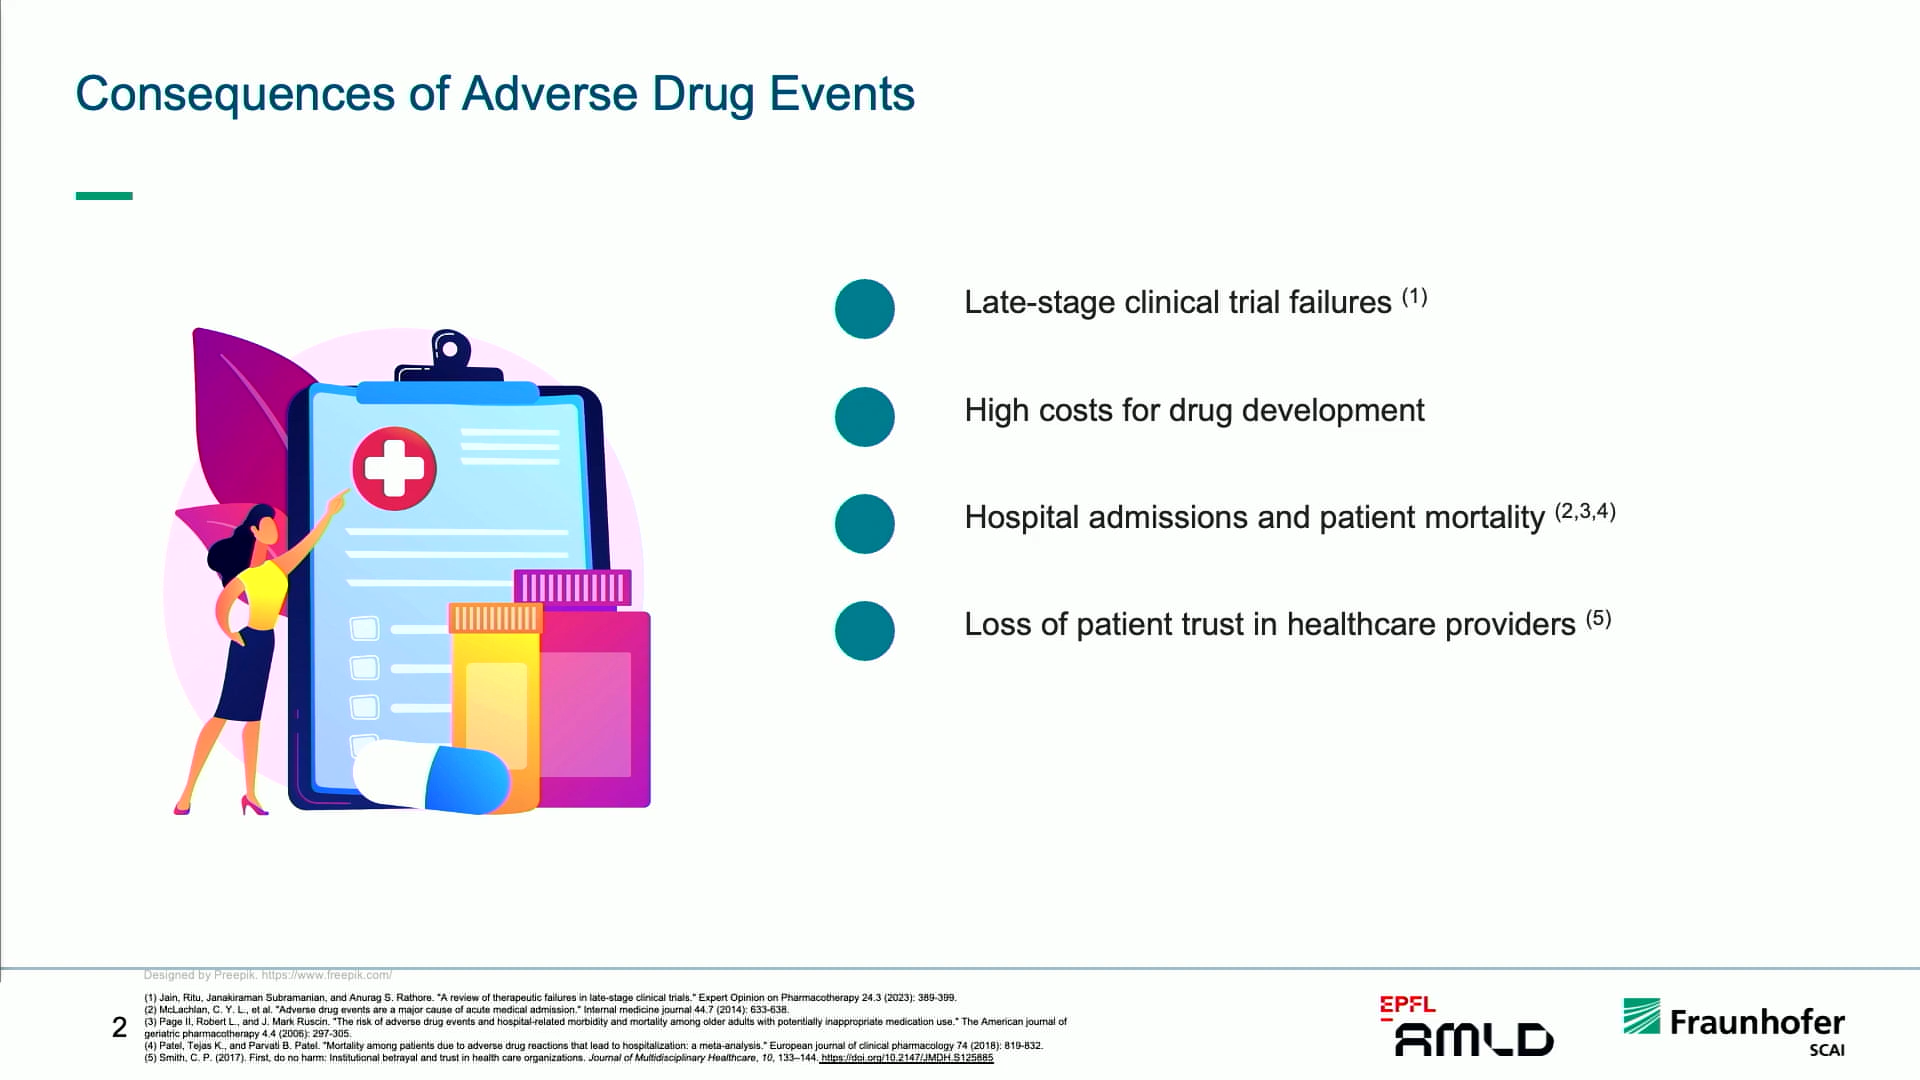 Consequences of Adverse Drug Events
Late-stage clinical trial failures (1)
High costs for drug development
Hospital admissions and patient mortality (2,3,4)
Loss of patient trust in healthcare providers (5)
Designed by Preepik. https://www.freepik.com/
(1) Jain, Ritu, Janakiraman Subramanian, and Anurag S. Rathore. "A review of therapeutic failures in late-stage clinical trials." Expert Opinion on Pharmacotherapy 24.3 (2023): 389-399.
(2) McLachlan, C. Y. L., et al. "Adverse drug events are a major cause of acute medical admission." Internal medicine journal 44.7 (2014): 633-638.
(3) Page II, Robert L., and J. Mark Ruscin. "The risk of adverse drug events and hospital-related morbidity and mortality among older adults with potentially inappropriate medication use." The American journal of
geriatric pharmacotherapy 4.4 (2006): 297-305.
(4) Patel, Tejas K., and Parvati B. Patel. "Mortality among patients due to adverse drug reactions that lead to hospitalization: a meta-analysis." European journal of clinical pharmacology 74 (2018): 819-832.
(5) Smith, C. P. (2017). First, do no harm: Institutional betrayal and trust in health care organizations. Journal of Multidisciplinary Healthcare, 10, 133–144. https://doi.org/10.2147/JMDH.S125885
2
EPFL
AMLD
Fraunhofer
SCAI